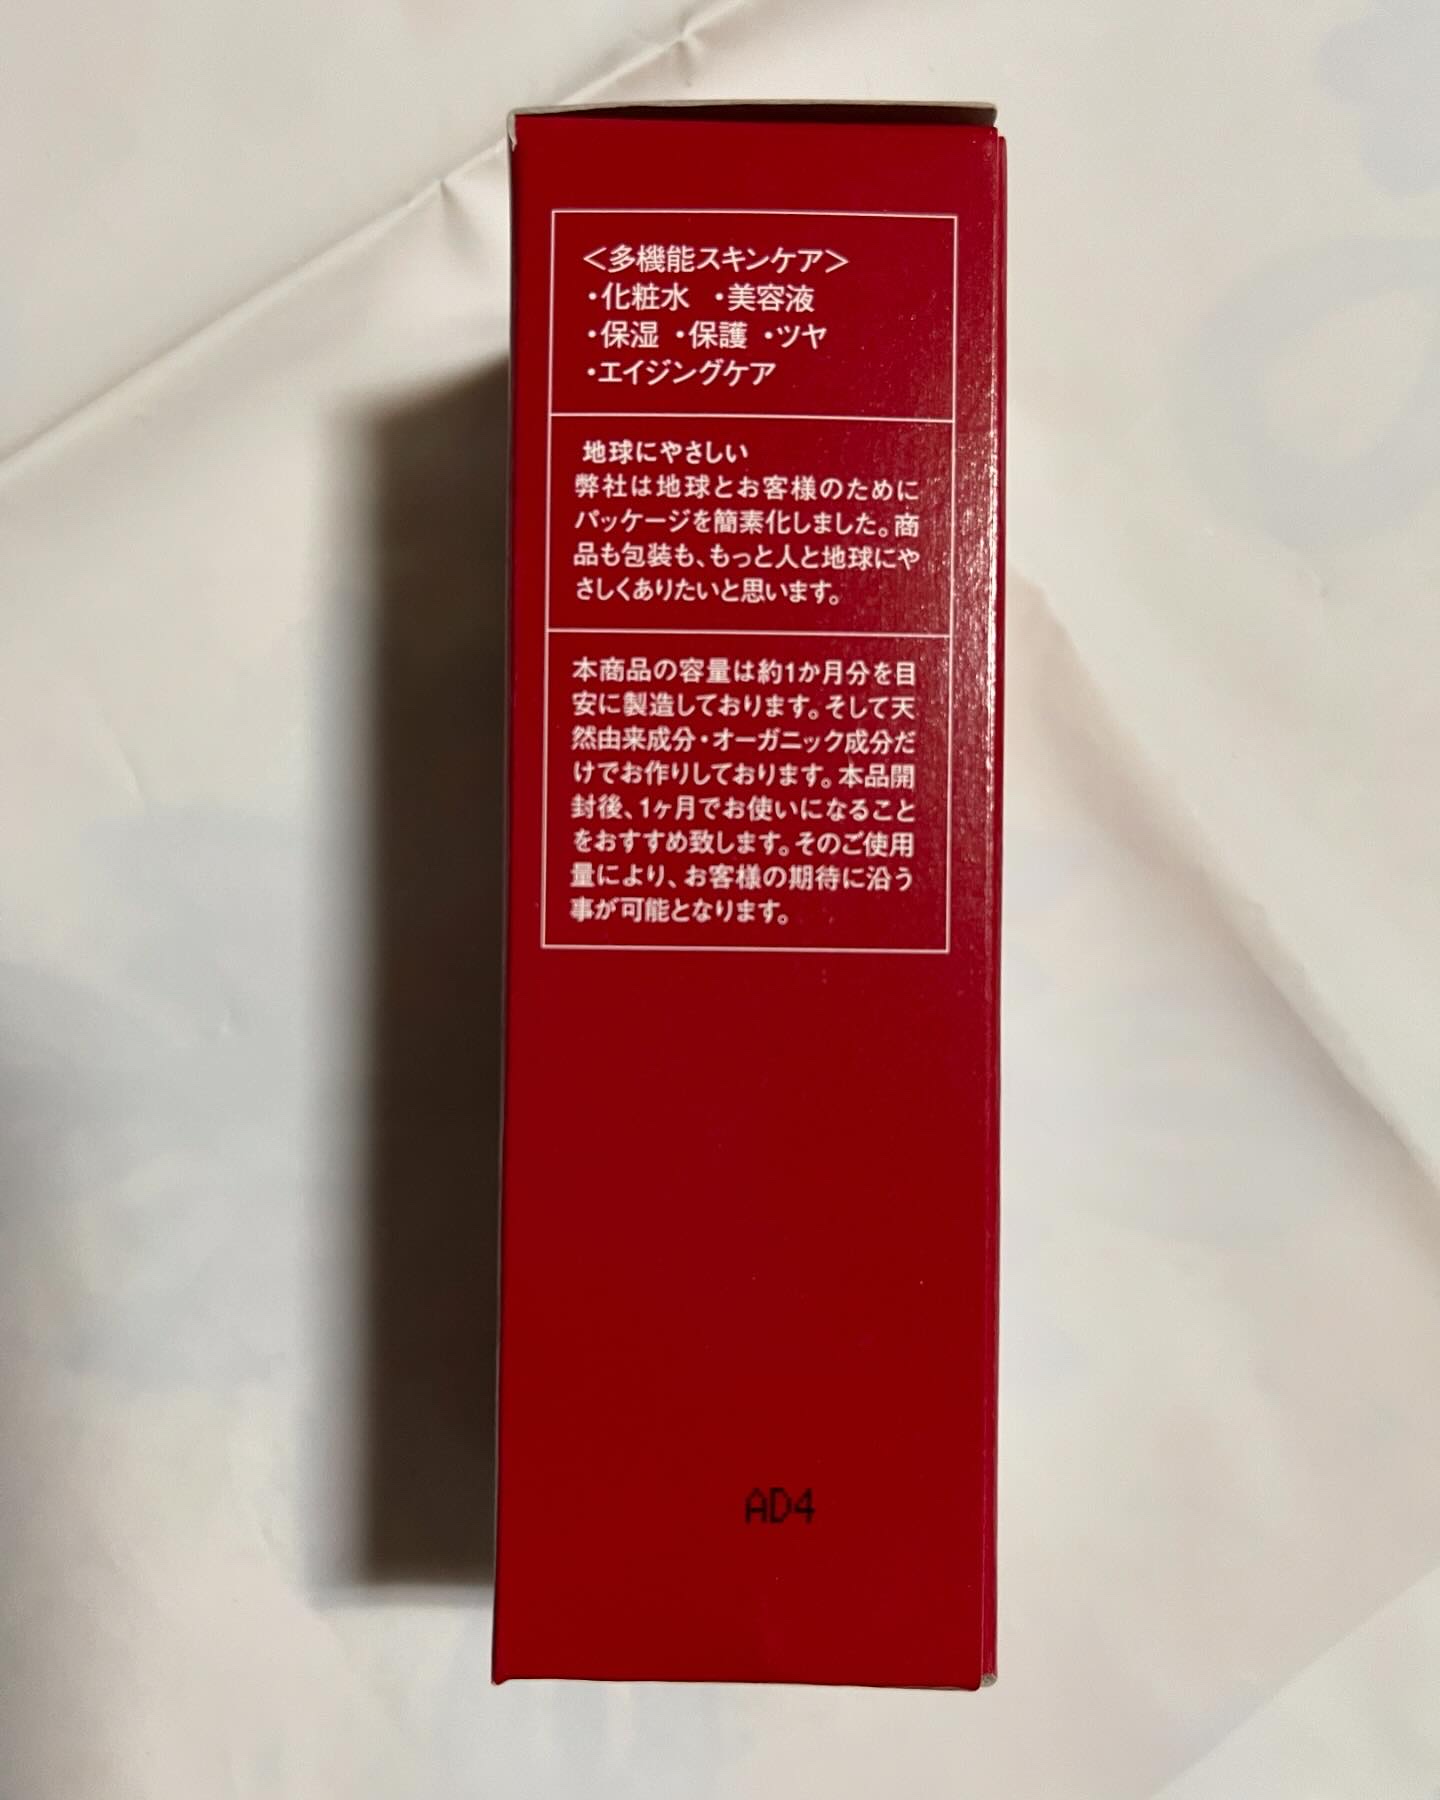 ＜多機能スキンケア＞
・化粧水 ・美容液
・保湿 ・保護 ・ツヤ
・エイジングケア
地球にやさしい
弊社は地球とお客様のために
パッケージを簡素化しました。商
品も包装も、もっと人と地球にや
さしくありたいと思います。
本商品の容量は約1か月分を目
安に製造しております。そして天
然由来成分・オーガニック成分だ
けでお作りしております。本品開
封後、1ヶ月でお使いになること
をおすすめ致します。そのご使用
量により、お客様の期待に沿う
事が可能となります。
AD4